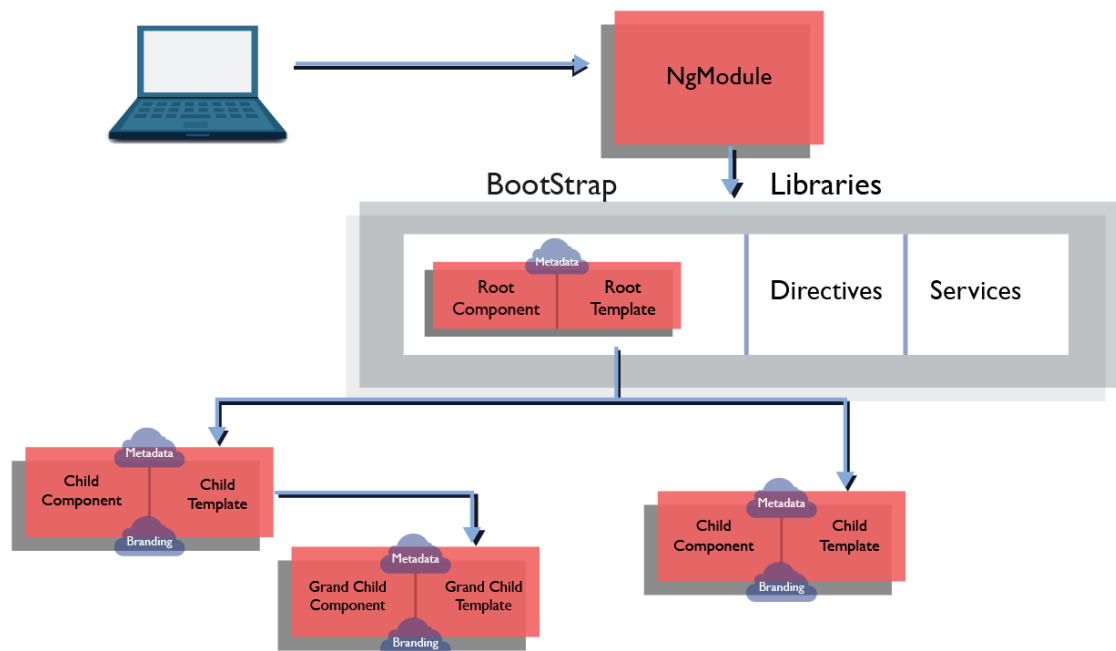 NgModule
BootStrap
Libraries
Metadata
Root
Component
Root
Template
Directives
Services
Metadata
Child
Component
Child
Template
Branding
Metadata
Grand Child
Component
Grand Child
Template
Branding
Metadata
Child
Component
Child
Template
Branding